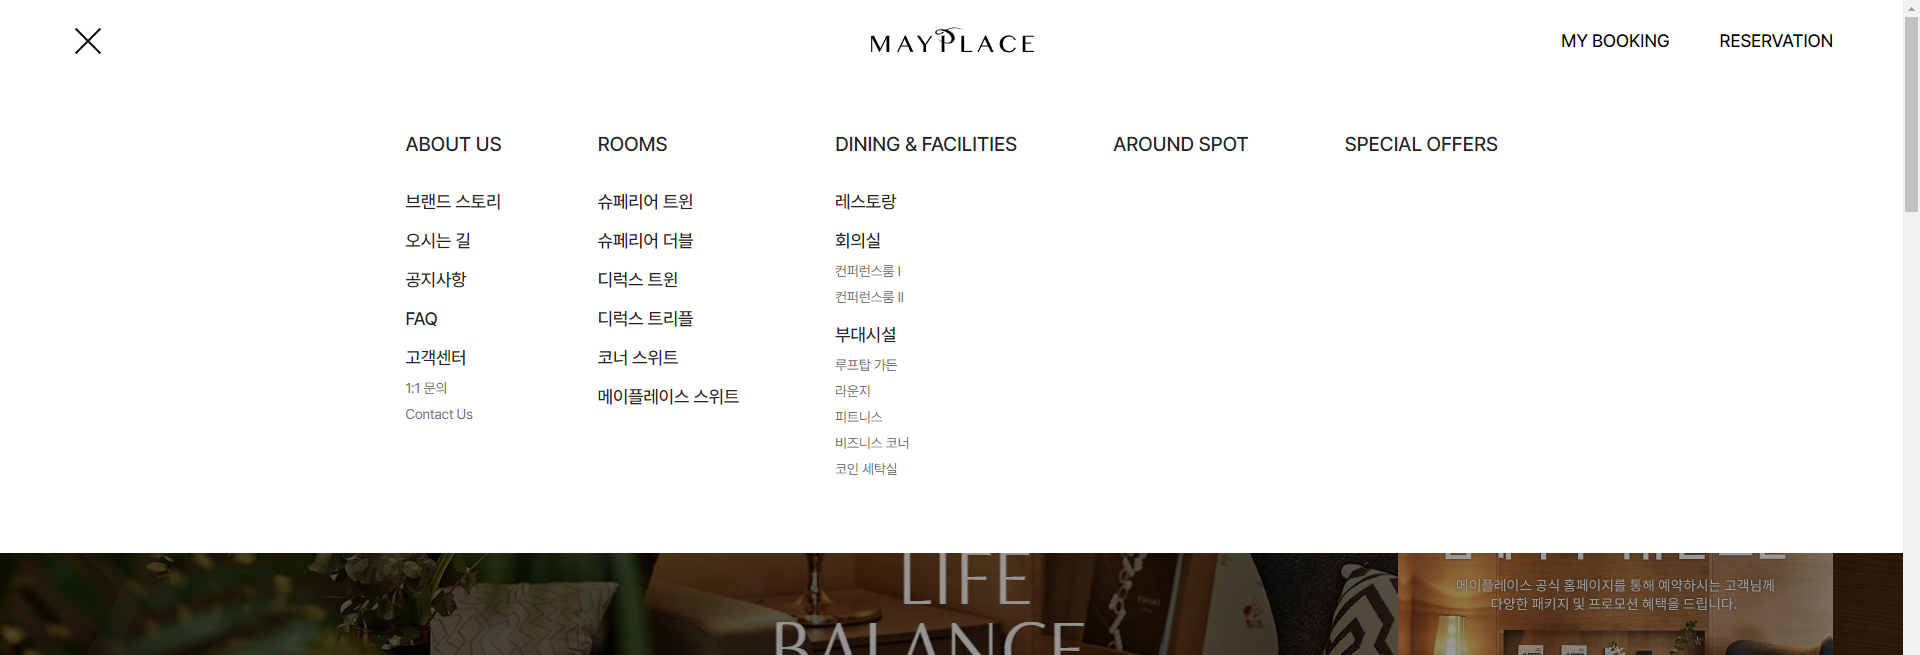 MAYPLACE
MY BOOKING
RESERVATION
ABOUT US
브랜드 스토리
오시는 길
공지사항
FAQ
고객센터
1:1 문의
Contact Us
ROOMS
슈페리어 트윈
슈페리어 더블
디럭스 트윈
디럭스 트리플
코너 스위트
메이플레이스 스위트
DINING & FACILITIES
레스토랑
회의실
컨퍼런스룸 I
컨퍼런스룸 II
부대시설
루프탑 가든
라운지
피트니스
비즈니스 코너
코인 세탁실
AROUND SPOT
SPECIAL OFFERS
LIFE
BALANCE
메이플레이스 공식 홈페이지를 통해 예약하시는 고객님께
다양한 패키지 및 프로모션 혜택을 드립니다.